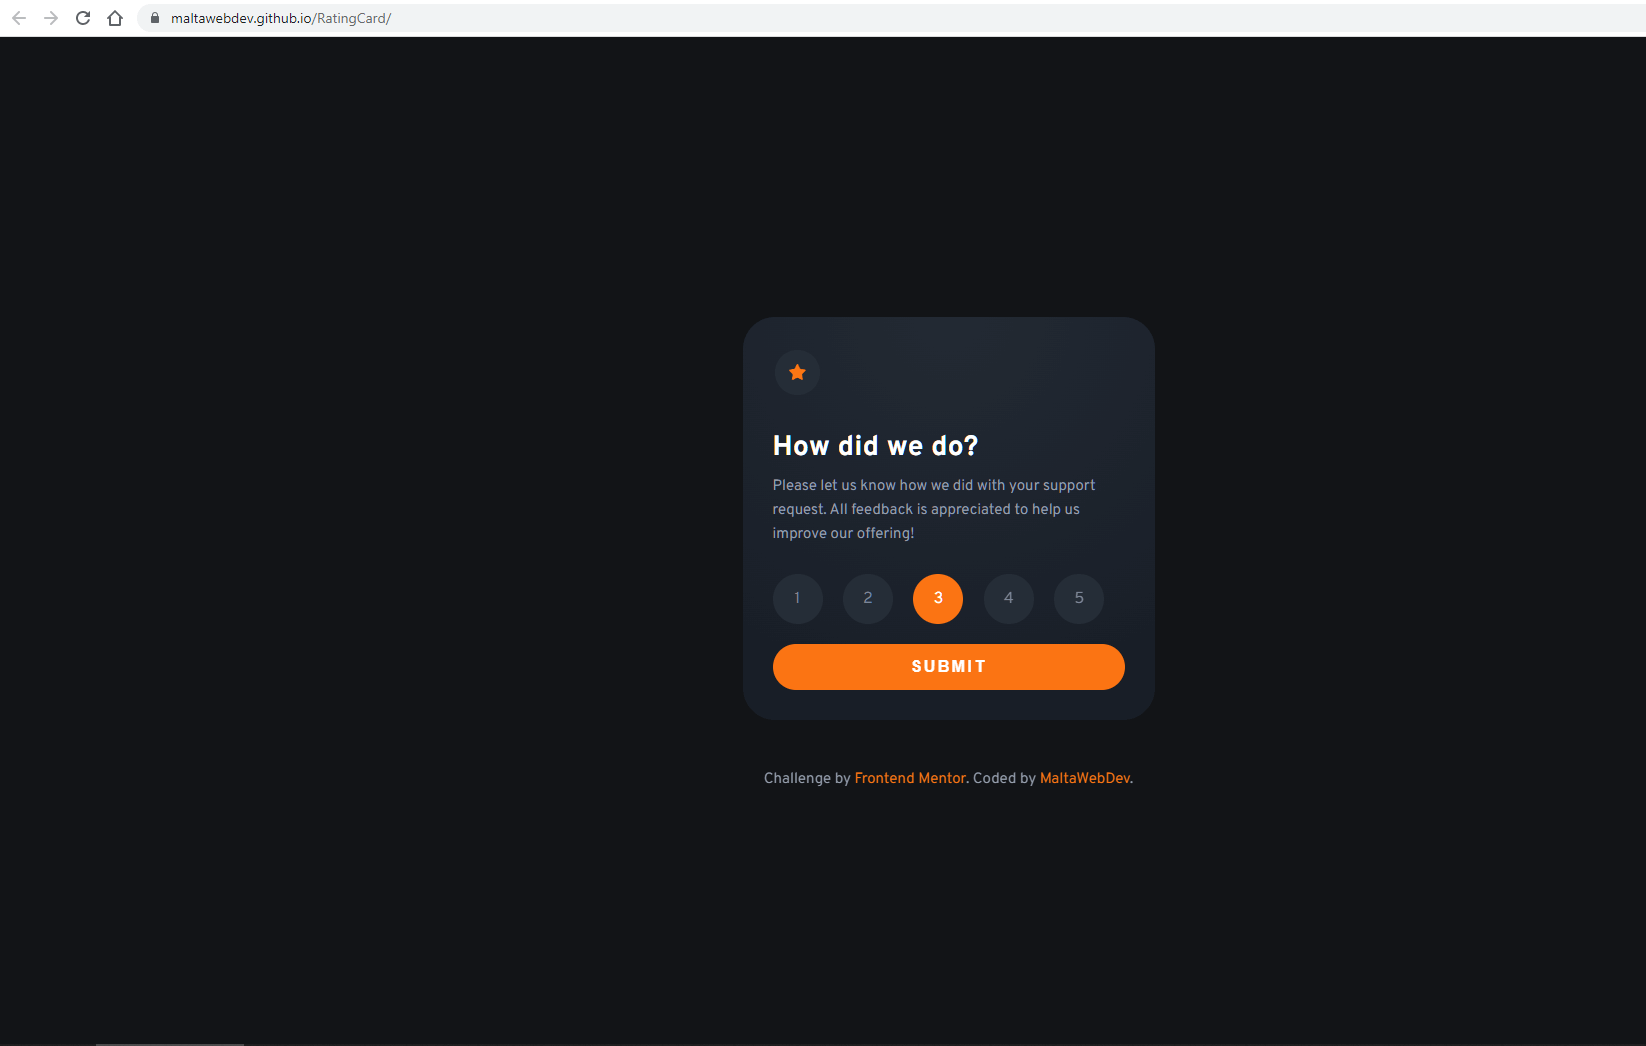 maltawebdev.github.io/RatingCard/
How did we do?
Please let us know how we did with your support
request. All feedback is appreciated to help us
improve our offering!
1 2 3 4 5
SUBMIT
Challenge by Frontend Mentor. Coded by MaltaWebDev.